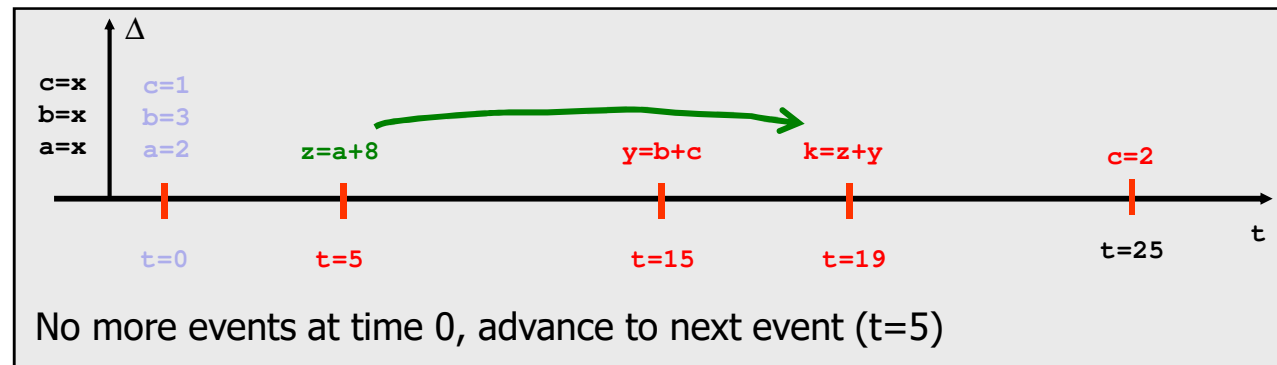 Δ
c=x c=1
b=x b=3
a=x a=2 z=a+8 y=b+c k=z+y c=2
t
t=0 t=5 t=15 t=19 t=25
No more events at time 0, advance to next event (t=5)